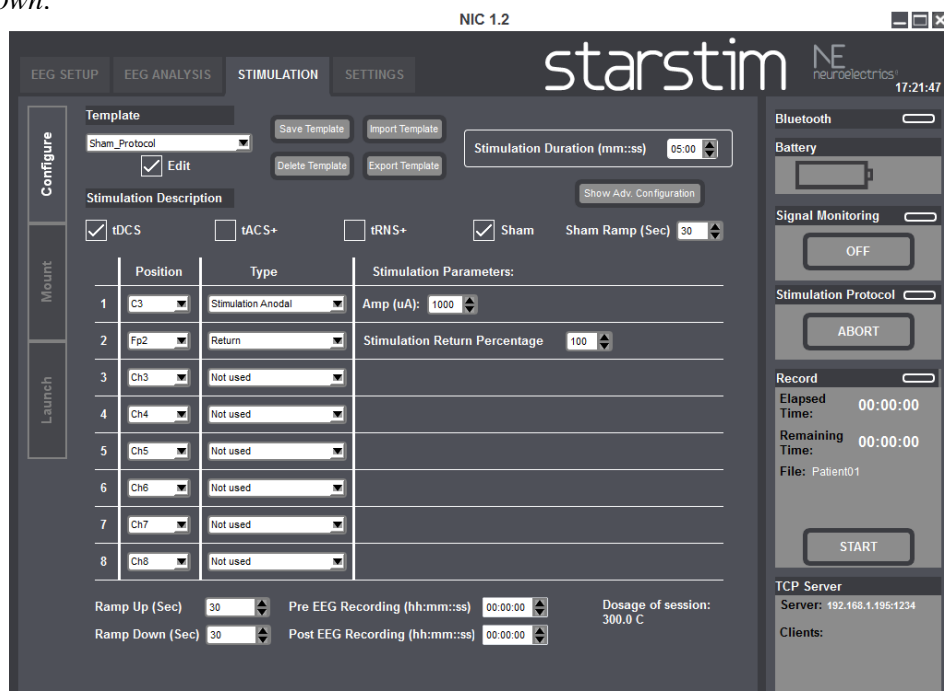 own.
NIC 1.2
starstim
NE
neuroelectrics
17:21:47
EEG SETUP EEG ANALYSIS STIMULATION SETTINGS
Configure
Mount
Launch
Template
Sham_Protocol
Edit
Save Template Import Template
Delete Template Export Template
Stimulation Duration (mm::ss) 05:00
Show Adv. Configuration
Stimulation Description
tDCS tACS+ tRNS+ Sham Sham Ramp (Sec) 30
Position Type Stimulation Parameters:
1 C3 Stimulation Anodal Amp (uA): 1000
2 Fp2 Return Stimulation Return Percentage 100
3 Ch3 Not used
4 Ch4 Not used
5 Ch5 Not used
6 Ch6 Not used
7 Ch7 Not used
8 Ch8 Not used
Ramp Up (Sec) 30 Pre EEG Recording (hh:mm::ss) 00:00:00
Ramp Down (Sec) 30 Post EEG Recording (hh:mm::ss) 00:00:00
Dosage of session:
300.0 C
Bluetooth
Battery
Signal Monitoring
OFF
Stimulation Protocol
ABORT
Record
Elapsed
Time: 00:00:00
Remaining
Time: 00:00:00
File: Patient01
START
TCP Server
Server: 192.168.1.195:1234
Clients: